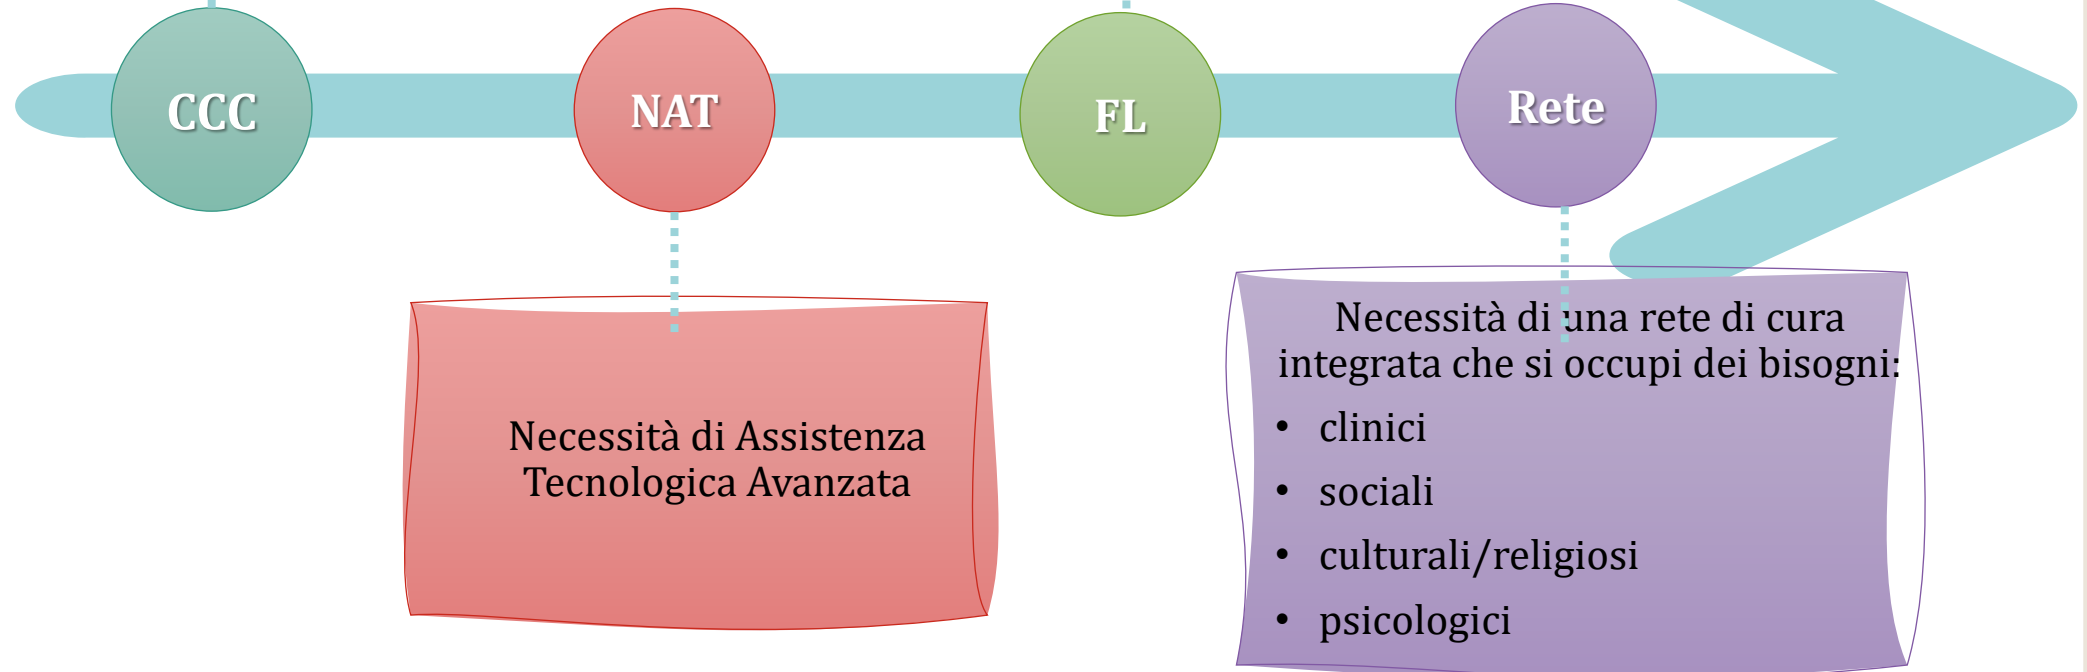 CCC
NAT
FL
Rete
Necessità di Assistenza
Tecnologica Avanzata
Necessità di una rete di cura
integrata che si occupi dei bisogni:
• clinici
• sociali
• culturali/religiosi
• psicologici